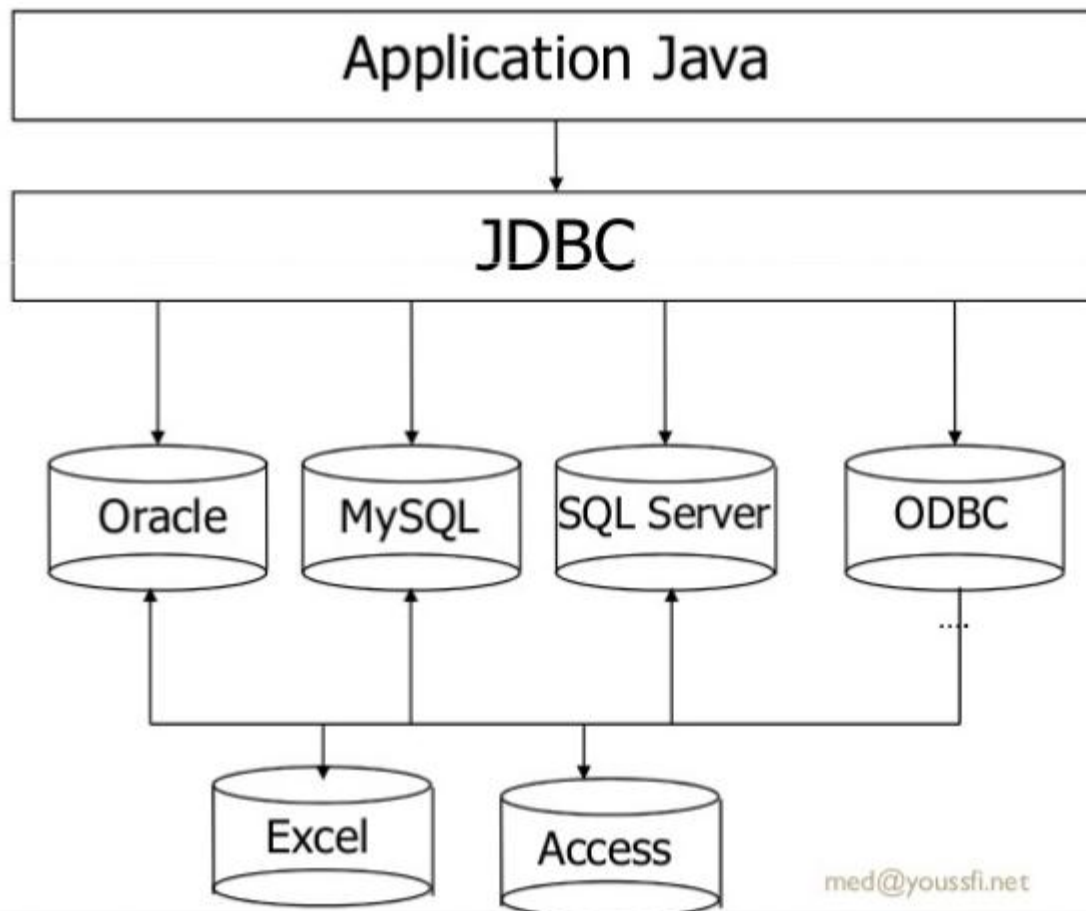 Application Java
JDBC
Oracle
MySQL
SQL Server
ODBC
....
Excel
Access
med@youssfi.net